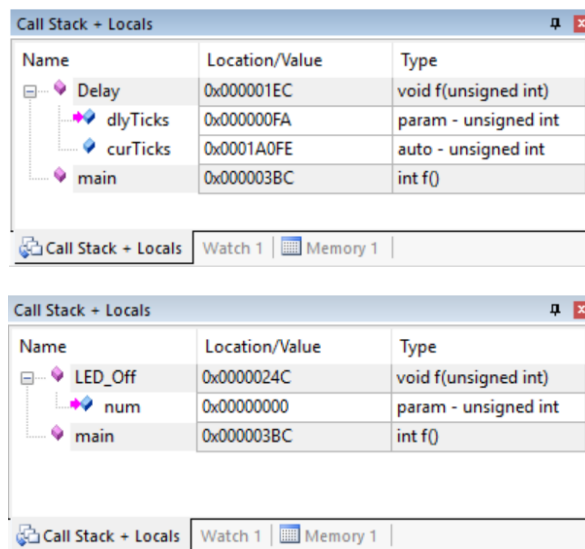 Call Stack + Locals
Name Location/Value Type
Delay 0x000001EC void f(unsigned int)
dlyTicks 0x000000FA param - unsigned int
curTicks 0x0001A0FE auto - unsigned int
main 0x000003BC int f()
Call Stack + Locals Watch 1 Memory 1
Call Stack + Locals
Name Location/Value Type
LED_Off 0x0000024C void f(unsigned int)
num 0x00000000 param - unsigned int
main 0x000003BC int f()
Call Stack + Locals Watch 1 Memory 1